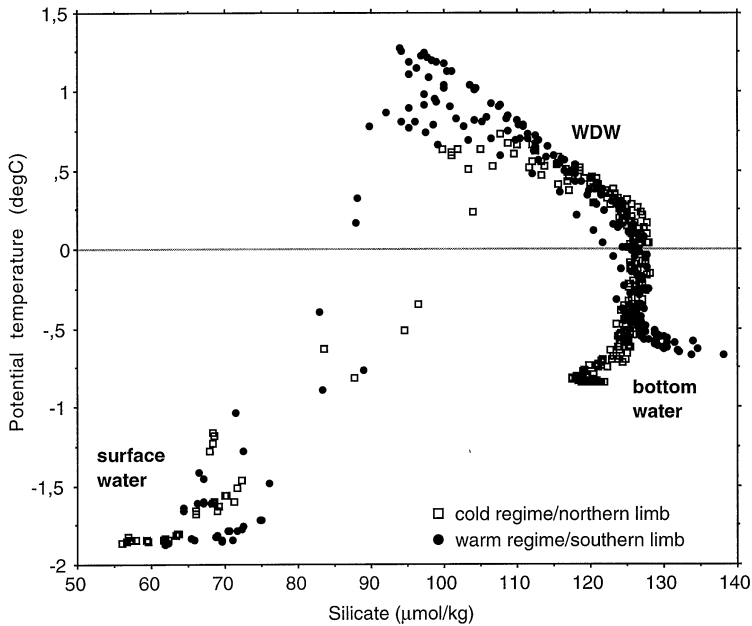 1,5
1
,5
0
-,5
-1
-1,5
-2
Potential temperature (degC)
WDW
bottom
water
surface
water
cold regime/northern limb
warm regime/southern limb
50 60 70 80 90 100 110 120 130 140
Silicate (μmol/kg)